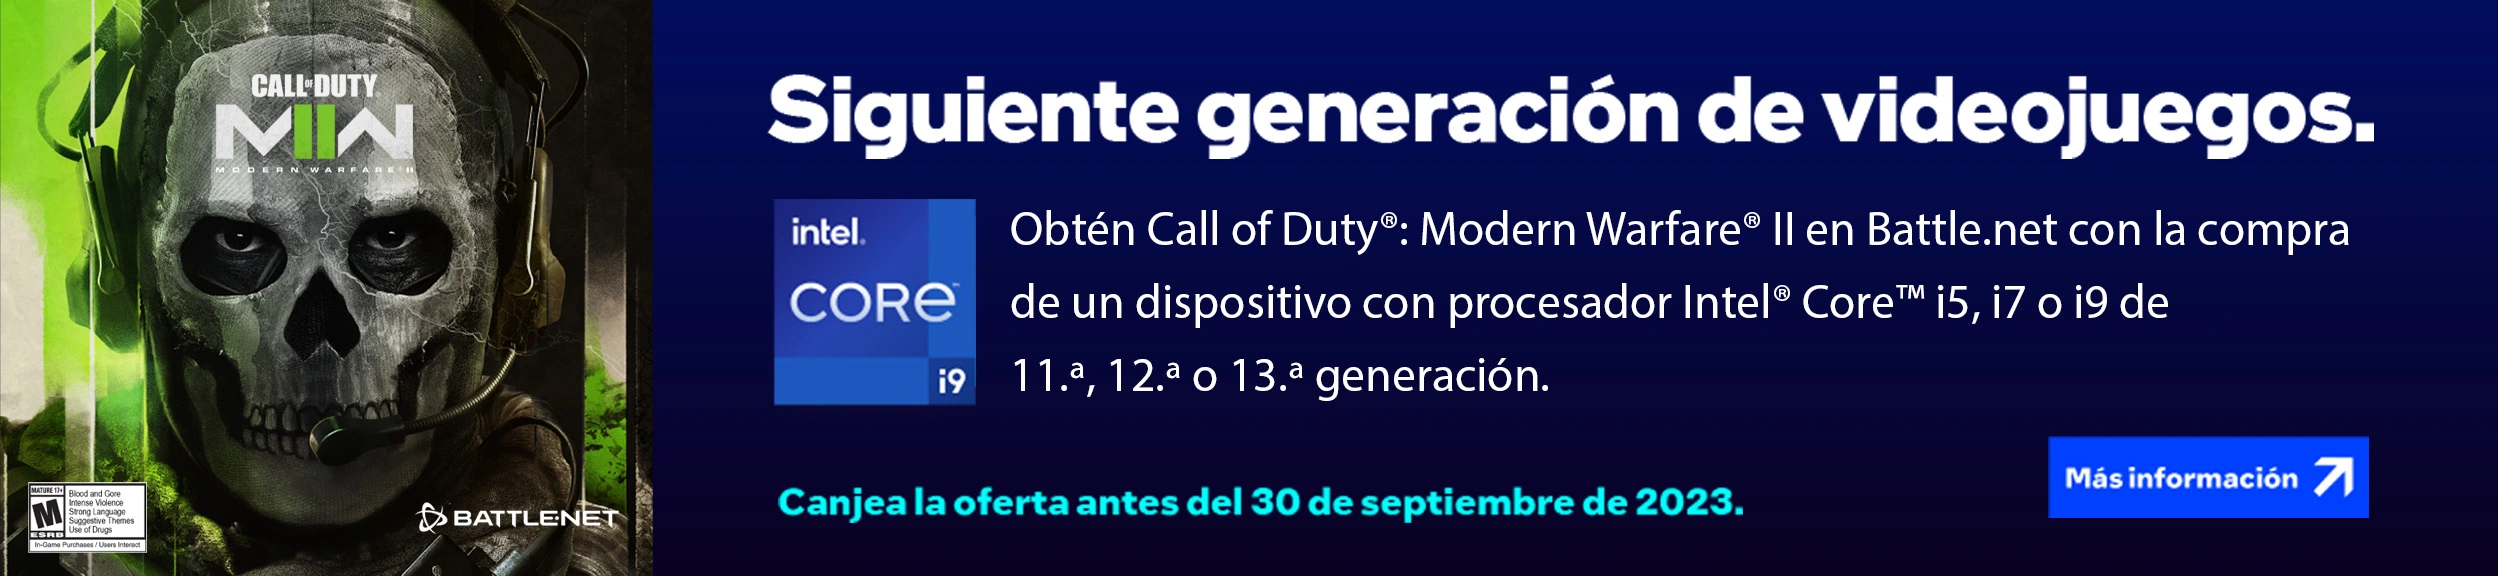 CALL OF DUTY®
MWII
MODERN WARFARE® II
MATURE 17+
M
ESRB
Blood and Gore
Intense Violence
Strong Language
Suggestive Themes
Use of Drugs
In-Game Purchases / Users Interact
BATTLE.NET
Siguiente generación de videojuegos.
intel.
CORE™
i9
Obtén Call of Duty®: Modern Warfare® II en Battle.net con la compra
de un dispositivo con procesador Intel® Core™ i5, i7 o i9 de
11.ª, 12.ª o 13.ª generación.
Canjea la oferta antes del 30 de septiembre de 2023.
Más información